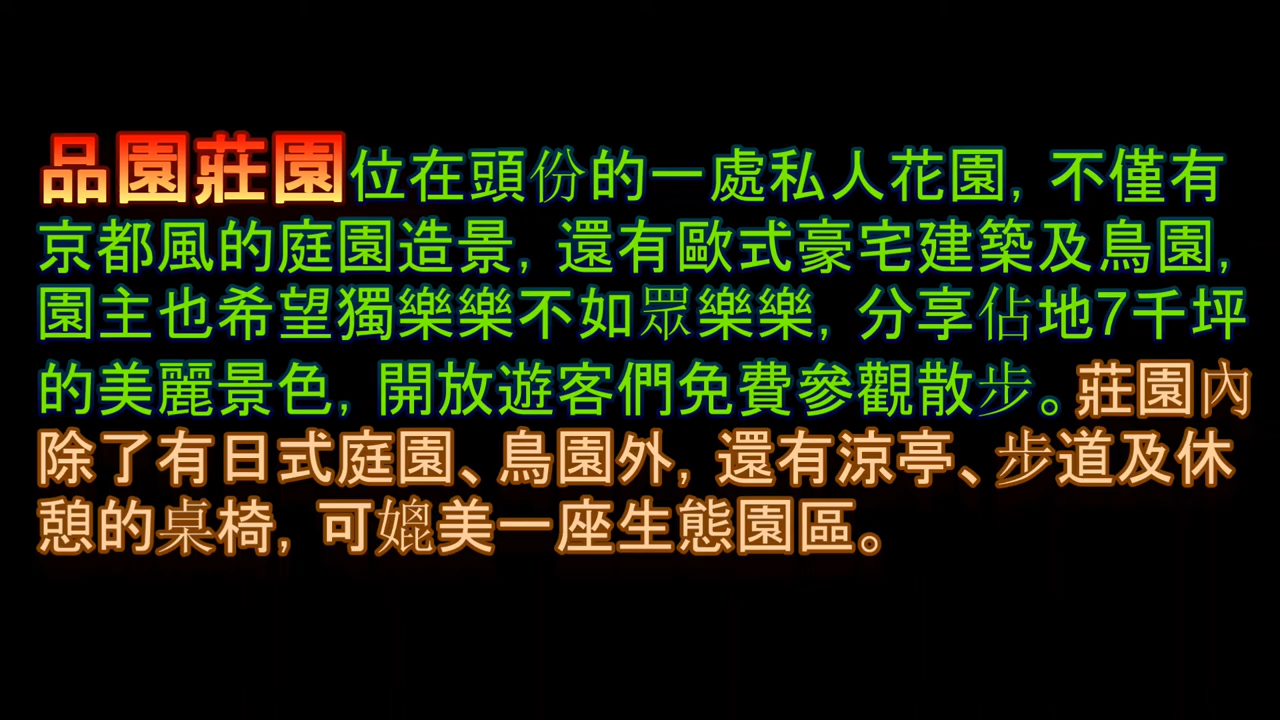 品園莊園位在頭份的一處私人花園, 不僅有
京都風的庭園造景, 還有歐式豪宅建築及鳥園,
園主也希望獨樂樂不如眾樂樂, 分享佔地7千坪
的美麗景色, 開放遊客們免費參觀散步。莊園內
除了有日式庭園、鳥園外, 還有涼亭、步道及休
憩的桌椅, 可媲美一座生態園區。